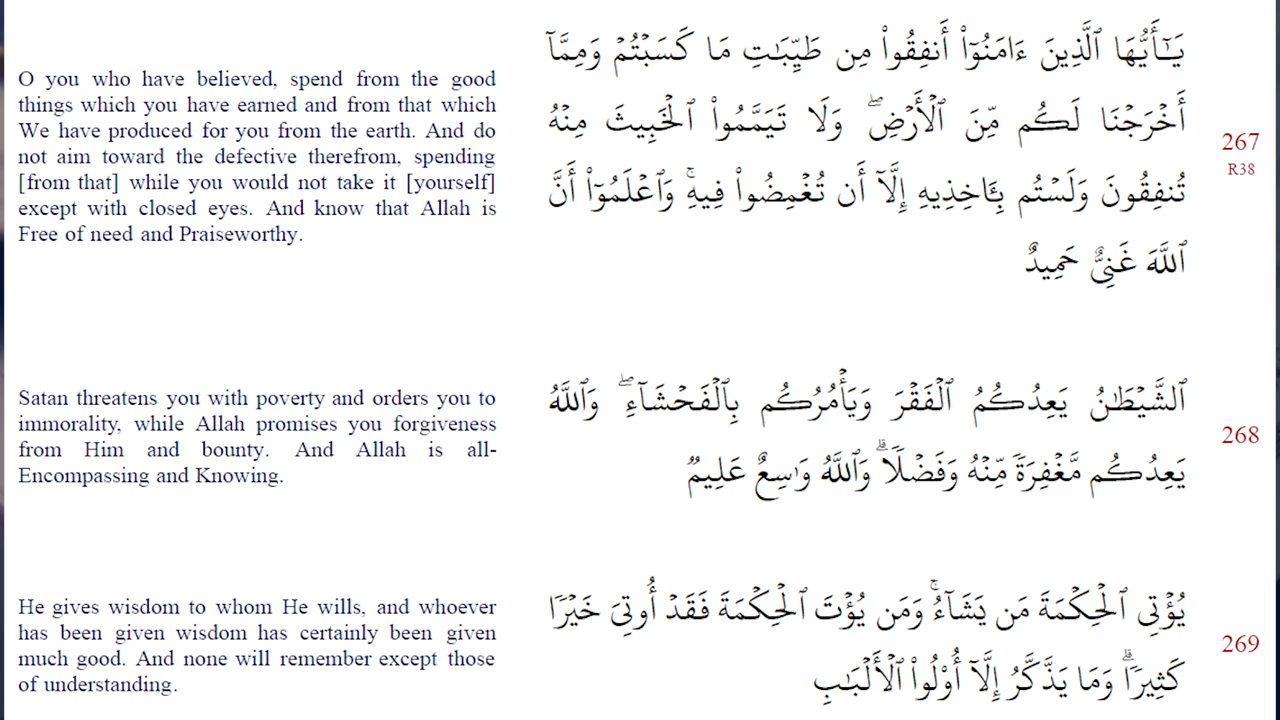 O you who have believed, spend from the good
things which you have earned and from that which
We have produced for you from the earth. And do
not aim toward the defective therefrom, spending
[from that] while you would not take it [yourself]
except with closed eyes. And know that Allah is
Free of need and Praiseworthy.
يَـٰٓأَيُّهَا ٱلَّذِينَ ءَامَنُوٓا۟ أَنفِقُوا۟ مِن طَيِّبَـٰتِ مَا كَسَبْتُمْ وَمِمَّآ
أَخْرَجْنَا لَكُم مِّنَ ٱلْأَرْضِ ۖ وَلَا تَيَمَّمُوا۟ ٱلْخَبِيثَ مِنْهُ
تُنفِقُونَ وَلَسْتُم بِـَٔاخِذِيهِ إِلَّآ أَن تُغْمِضُوا۟ فِيهِ ۚ وَٱعْلَمُوٓا۟ أَنَّ
ٱللَّهَ غَنِىٌّ حَمِيدٌ
267
R38
Satan threatens you with poverty and orders you to
immorality, while Allah promises you forgiveness
from Him and bounty. And Allah is all-
Encompassing and Knowing.
ٱلشَّيْطَـٰنُ يَعِدُكُمُ ٱلْفَقْرَ وَيَأْمُرُكُم بِٱلْفَحْشَآءِ ۖ وَٱللَّهُ
يَعِدُكُم مَّغْفِرَةً مِّنْهُ وَفَضْلًا ۗ وَٱللَّهُ وَٰسِعٌ عَلِيمٌ
268
He gives wisdom to whom He wills, and whoever
has been given wisdom has certainly been given
much good. And none will remember except those
of understanding.
يُؤْتِى ٱلْحِكْمَةَ مَن يَشَآءُ ۚ وَمَن يُؤْتَ ٱلْحِكْمَةَ فَقَدْ أُوتِىَ خَيْرًا
كَثِيرًا ۗ وَمَا يَذَّكَّرُ إِلَّآ أُو۟لُوا۟ ٱلْأَلْبَـٰبِ
269